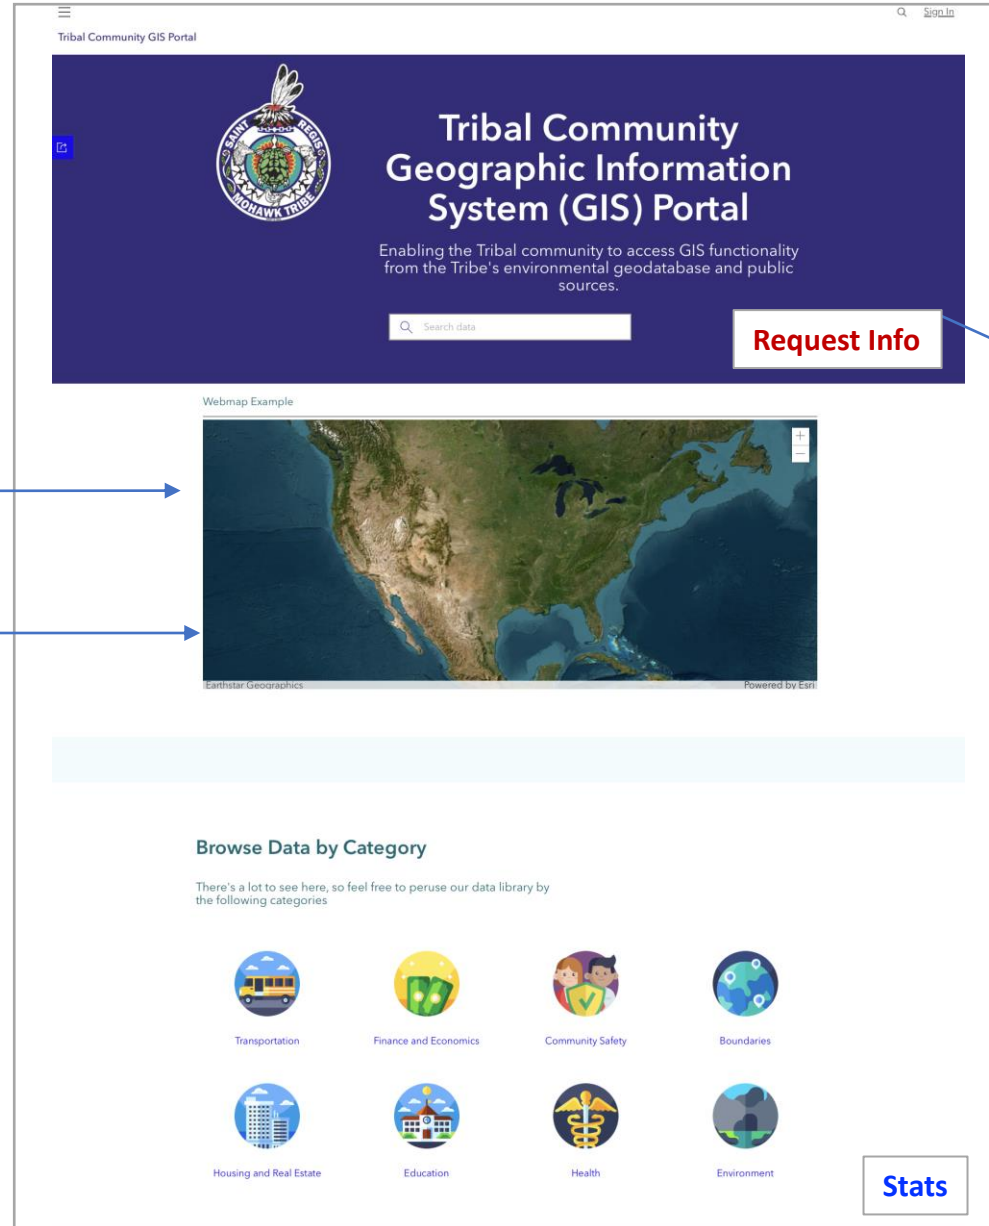 Sign In
Tribal Community GIS Portal
SAINT REGIS
MOHAWK TRIBE
Tribal Community
Geographic Information
System (GIS) Portal
Enabling the Tribal community to access GIS functionality
from the Tribe's environmental geodatabase and public
sources.
Search data
Request Info
Webmap Example
+
−
Earthstar Geographics
Powered by Esri
Browse Data by Category
There's a lot to see here, so feel free to peruse our data library by
the following categories
Transportation
Finance and Economics
Community Safety
Boundaries
Housing and Real Estate
Education
Health
Environment
Stats